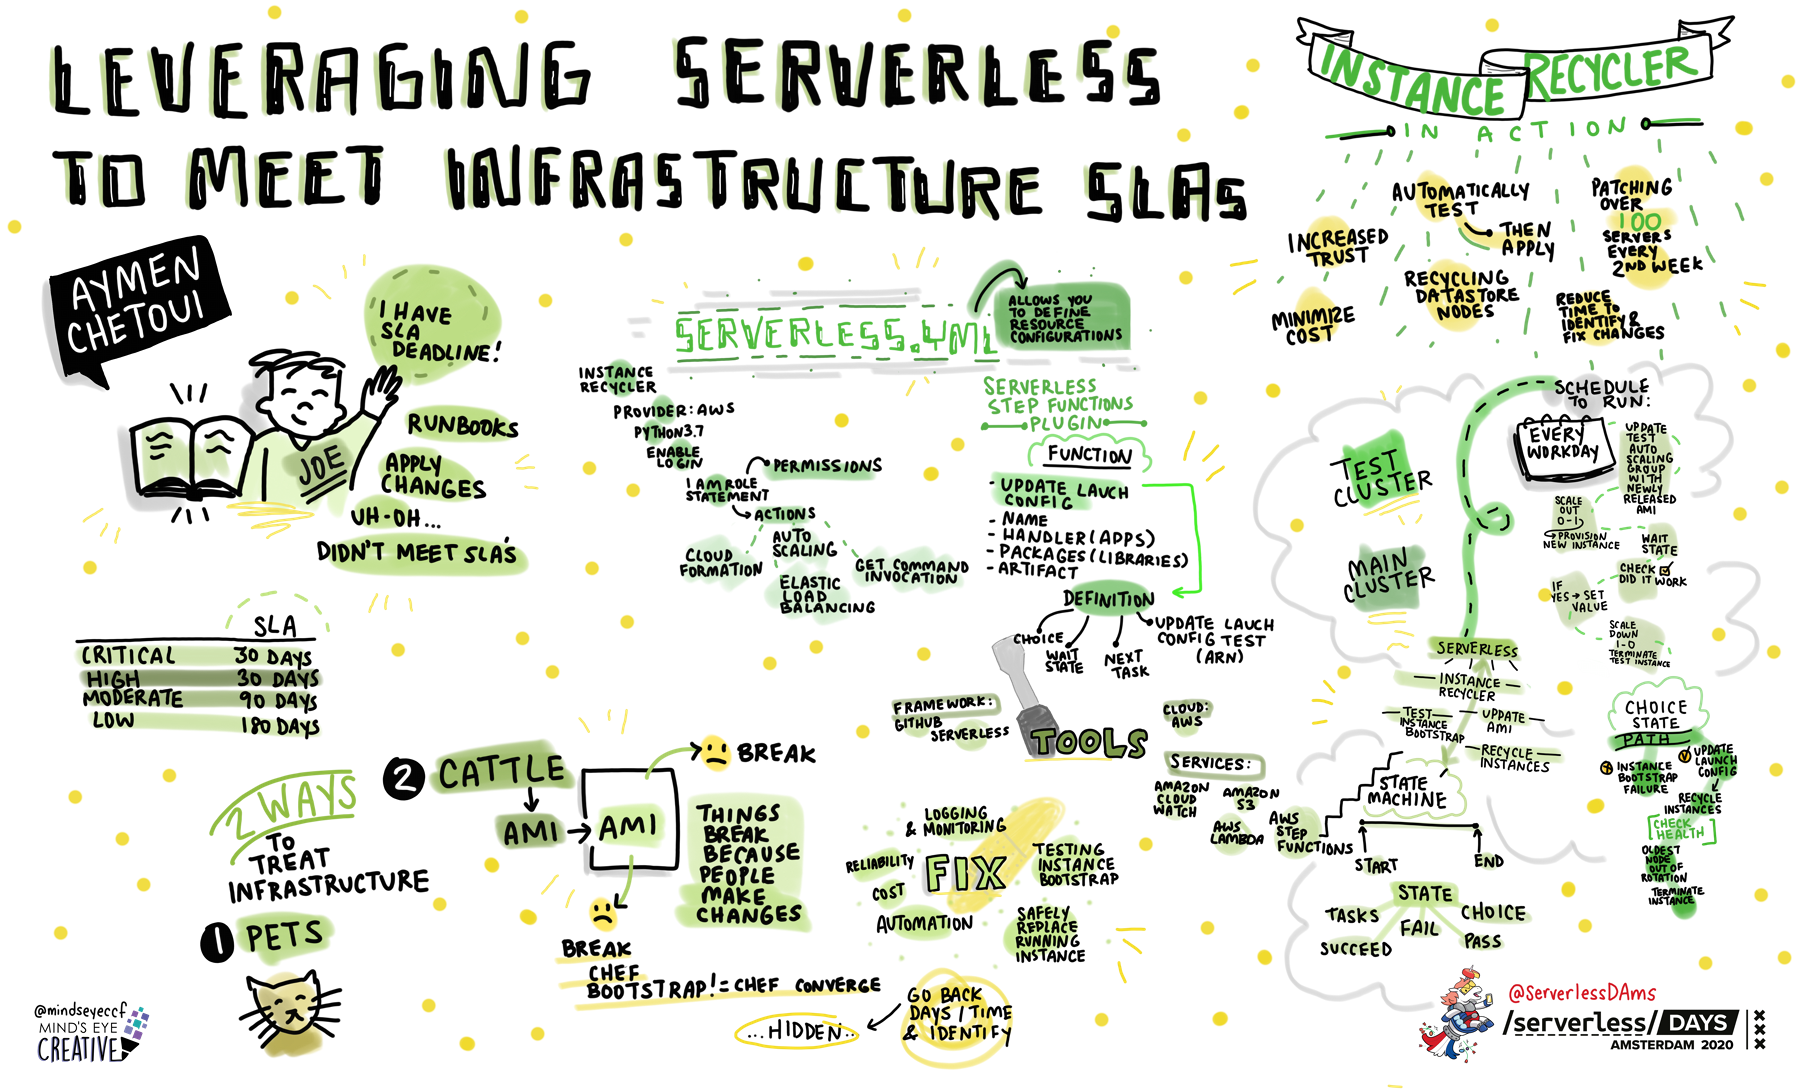 LEVERAGING SERVERLESS
TO MEET INFRASTRUCTURE SLAS
AYMEN
CHETOUI
I HAVE
SLA
DEADLINE!
JOE
RUNBOOKS
APPLY
CHANGES
UH-OH...
DIDN'T MEET SLA'S
SLA
CRITICAL 30 DAYS
HIGH 30 DAYS
MODERATE 90 DAYS
LOW 180 DAYS
2 WAYS
TO
TREAT
INFRASTRUCTURE
1 PETS
2 CATTLE
AMI
AMI
BREAK
BREAK
THINGS
BREAK
BECAUSE
PEOPLE
MAKE
CHANGES
CHEF
BOOTSTRAP! = CHEF CONVERGE
...HIDDEN..
GO BACK
DAYS / TIME
& IDENTIFY
SERVERLESS.YML
ALLOWS YOU
TO DEFINE
RESOURCE
CONFIGURATIONS
INSTANCE
RECYCLER
PROVIDER: AWS
PYTHON3.7
ENABLE
LOGIN
I AM ROLE
STATEMENT
PERMISSIONS
ACTIONS
CLOUD
FORMATION
AUTO
SCALING
ELASTIC
LOAD
BALANCING
GET COMMAND
INVOCATION
SERVERLESS
STEP FUNCTIONS
PLUGIN
FUNCTION
- UPDATE LAUCH
CONFIG
- NAME
- HANDLER (APPS)
- PACKAGES (LIBRARIES)
- ARTIFACT
DEFINITION
CHOICE
WAIT
STATE
NEXT
TASK
UPDATE LAUCH
CONFIG TEST
(ARN)
TOOLS
FRAMEWORK:
GITHUB
SERVERLESS
CLOUD:
AWS
SERVICES:
AMAZON
CLOUD
WATCH
AMAZON
S3
AWS
LAMBDA
AWS
STEP
FUNCTIONS
FIX
LOGGING
& MONITORING
RELIABILITY
COST
AUTOMATION
TESTING
INSTANCE
BOOTSTRAP
SAFELY
REPLACE
RUNNING
INSTANCE
INSTANCE RECYCLER
IN ACTION
INCREASED
TRUST
AUTOMATICALLY
TEST
THEN
APPLY
PATCHING
OVER
100
SERVERS
EVERY
2ND WEEK
MINIMIZE
COST
RECYCLING
DATASTORE
NODES
REDUCE
TIME TO
IDENTIFY &
FIX CHANGES
SCHEDULE
TO RUN:
EVERY
WORKDAY
TEST
CLUSTER
MAIN
CLUSTER
UPDATE
TEST
AUTO
SCALING
GROUP
WITH
NEWLY
RELEASED
AMI
SCALE
OUT
0-1
PROVISION
NEW INSTANCE
WAIT
STATE
CHECK
DID IT WORK
IF
YES → SET
VALUE
SCALE
DOWN
1-0
TERMINATE
TEST INSTANCE
SERVERLESS
INSTANCE
RECYCLER
TEST
INSTANCE
BOOTSTRAP
UPDATE
AMI
RECYCLE
INSTANCES
STATE
MACHINE
START
END
STATE
TASKS
SUCCEED
FAIL
CHOICE
PASS
CHOICE
STATE
PATH
INSTANCE
BOOTSTRAP
FAILURE
UPDATE
LAUNCH
CONFIG
RECYCLE
INSTANCES
[CHECK
HEALTH]
OLDEST
NODE
OUT OF
ROTATION
TERMINATE
INSTANCE
@mindseyeccf
MIND'S EYE
CREATIVE
@ServerlessDAms
/serverless/DAYS
AMSTERDAM 2020